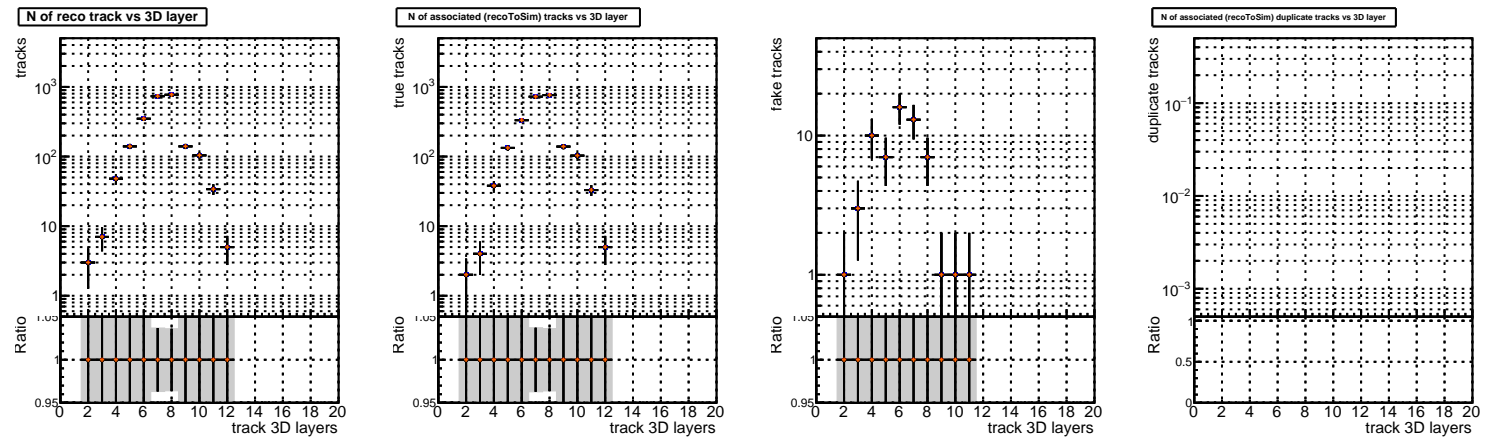 N of reco track vs 3D layer
tracks
10³
10²
10
1
Ratio
1.05
1
0.95
0 2 4 6 8 10 12 14 16 18 20
track 3D layers
N of associated (recoToSim) tracks vs 3D layer
true tracks
10³
10²
10
1
Ratio
1.05
1
0.95
0 2 4 6 8 10 12 14 16 18 20
track 3D layers
fake tracks
10
1
Ratio
1.05
1
0.95
0 2 4 6 8 10 12 14 16 18 20
track 3D layers
N of associated (recoToSim) duplicate tracks vs 3D layer
duplicate tracks
10⁻¹
10⁻²
10⁻³
Ratio
1
0.5
0
0 2 4 6 8 10 12 14 16 18 20
track 3D layers